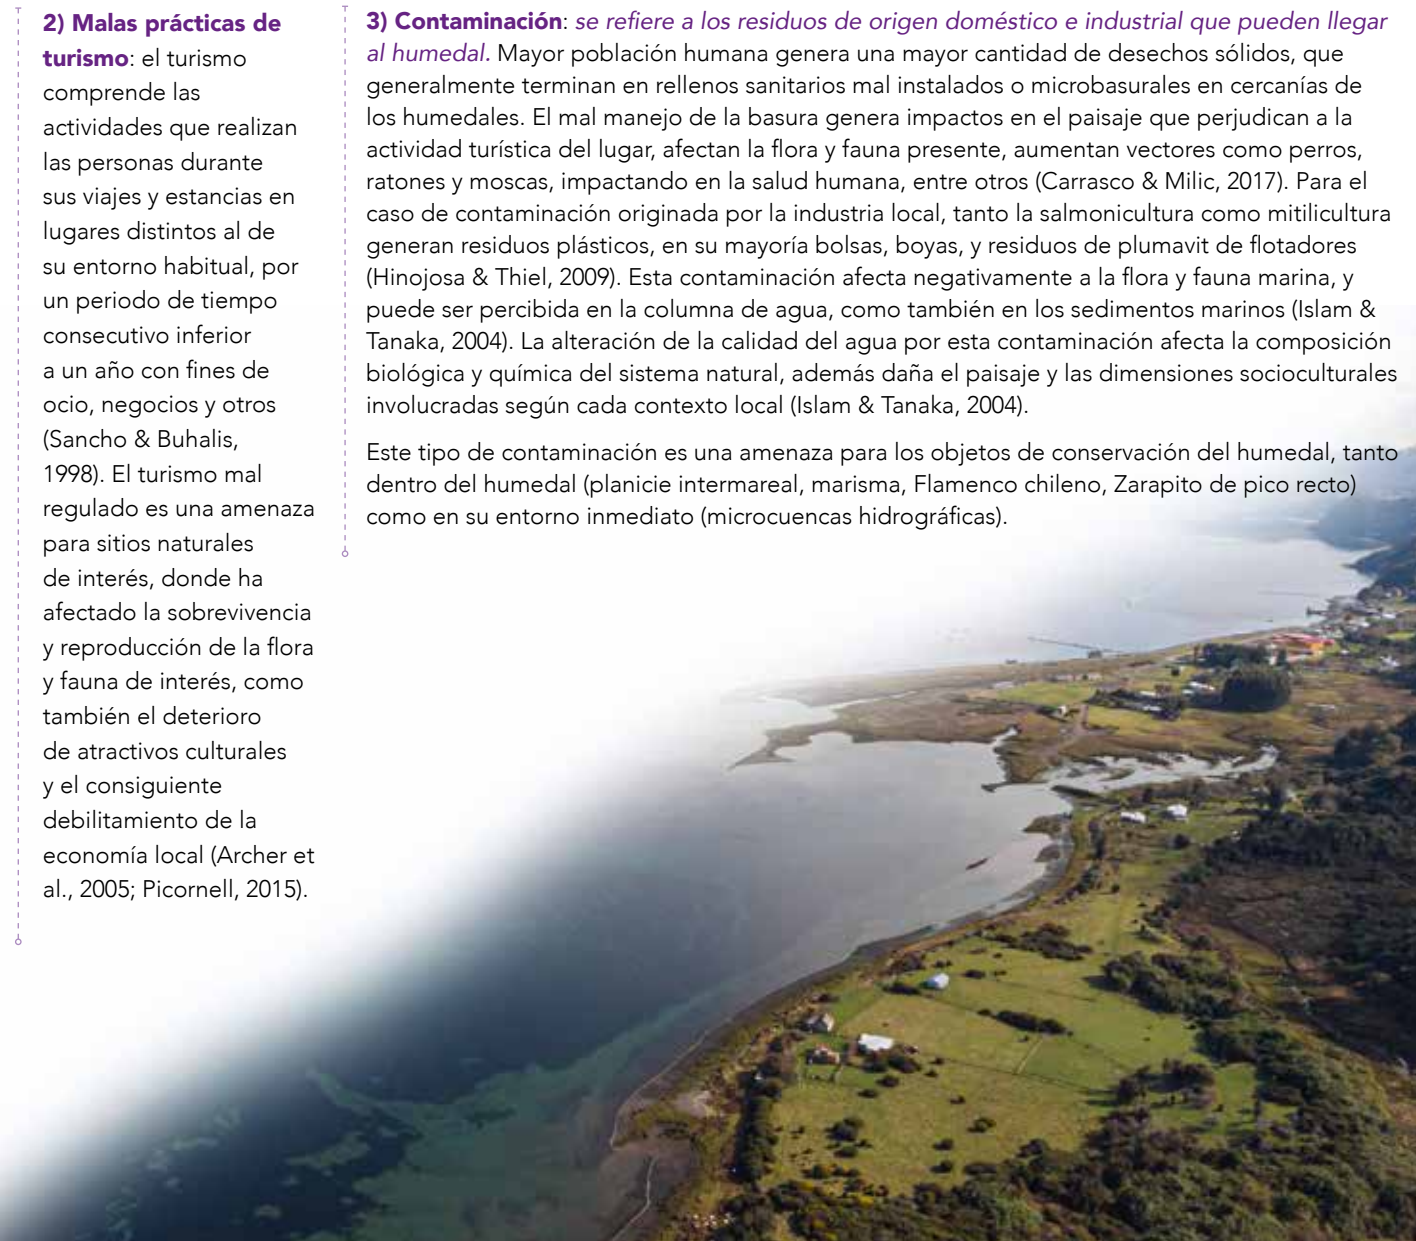 2) Malas prácticas de
turismo: el turismo
comprende las
actividades que realizan
las personas durante
sus viajes y estancias en
lugares distintos al de
su entorno habitual, por
un periodo de tiempo
consecutivo inferior
a un año con fines de
ocio, negocios y otros
(Sancho & Buhalis,
1998). El turismo mal
regulado es una amenaza
para sitios naturales
de interés, donde ha
afectado la sobrevivencia
y reproducción de la flora
y fauna de interés, como
también el deterioro
de atractivos culturales
y el consiguiente
debilitamiento de la
economía local (Archer et
al., 2005; Picornell, 2015).
3) Contaminación: se refiere a los residuos de origen doméstico e industrial que pueden llegar
al humedal. Mayor población humana genera una mayor cantidad de desechos sólidos, que
generalmente terminan en rellenos sanitarios mal instalados o microbasurales en cercanías de
los humedales. El mal manejo de la basura genera impactos en el paisaje que perjudican a la
actividad turística del lugar, afectan la flora y fauna presente, aumentan vectores como perros,
ratones y moscas, impactando en la salud humana, entre otros (Carrasco & Milic, 2017). Para el
caso de contaminación originada por la industria local, tanto la salmonicultura como mitilicultura
generan residuos plásticos, en su mayoría bolsas, boyas, y residuos de plumavit de flotadores
(Hinojosa & Thiel, 2009). Esta contaminación afecta negativamente a la flora y fauna marina, y
puede ser percibida en la columna de agua, como también en los sedimentos marinos (Islam &
Tanaka, 2004). La alteración de la calidad del agua por esta contaminación afecta la composición
biológica y química del sistema natural, además daña el paisaje y las dimensiones socioculturales
involucradas según cada contexto local (Islam & Tanaka, 2004).
Este tipo de contaminación es una amenaza para los objetos de conservación del humedal, tanto
dentro del humedal (planicie intermareal, marisma, Flamenco chileno, Zarapito de pico recto)
como en su entorno inmediato (microcuencas hidrográficas).